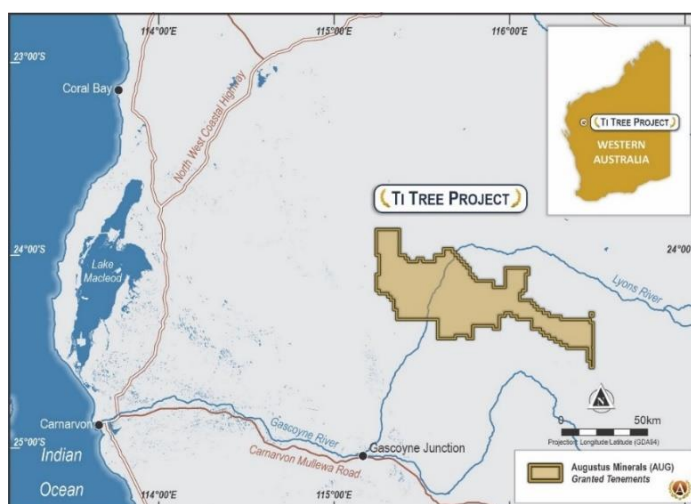 114°00'E
115°00'E
116°00'E
23°00'S
Coral Bay
North West Coastal Highway
TI TREE PROJECT
WESTERN
AUSTRALIA
TI TREE PROJECT
24°00'S
24°0
Lake
Macleod
Lyons River
Carnarvon
Gascoyne River
Carnarvon Mullewa Road
Gascoyne Junction
25°00'S
Indian
Ocean
0
50km
Projection: Longitude Latitude (GDA94)
Augustus Minerals (AUG)
Granted Tenements
114°00'E
115°00'E